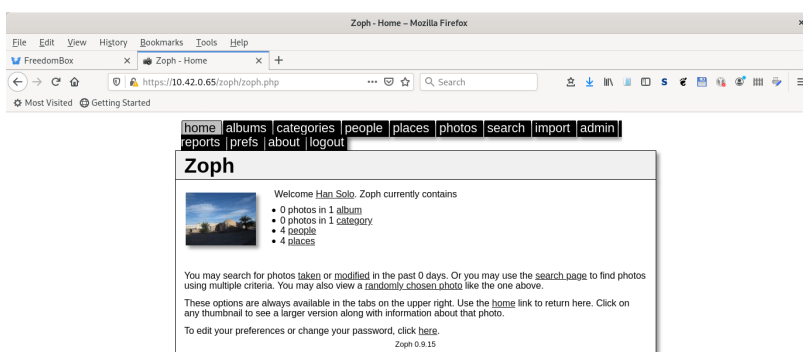 Zoph - Home – Mozilla Firefox
File Edit View History Bookmarks Tools Help
FreedomBox
Zoph - Home
https://10.42.0.65/zoph/zoph.php
Search
Most Visited Getting Started
home albums categories people places photos search import admin
reports prefs about logout
Zoph
Welcome Han Solo. Zoph currently contains
0 photos in 1 album
0 photos in 1 category
4 people
4 places
You may search for photos taken or modified in the past 0 days. Or you may use the search page to find photos
using multiple criteria. You may also view a randomly chosen photo like the one above.
These options are always available in the tabs on the upper right. Use the home link to return here. Click on
any thumbnail to see a larger version along with information about that photo.
To edit your preferences or change your password, click here.
Zoph 0.9.15